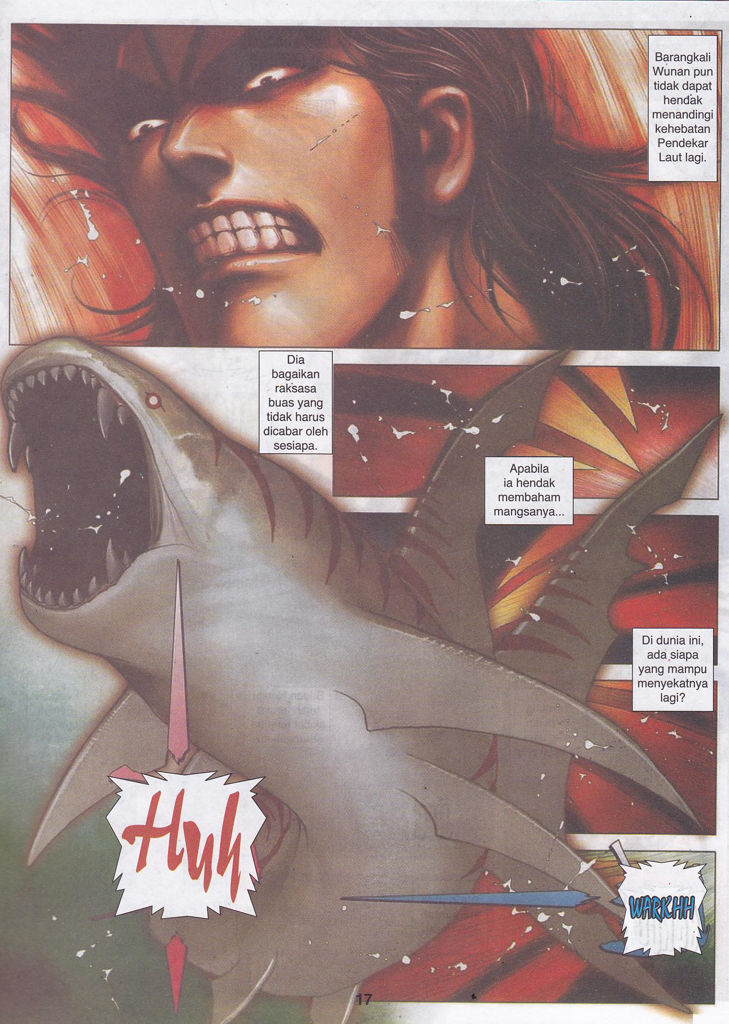 Barangkali
Wunan pun
tidak dapat
hendak
menandingi
kehebatan
Pendekar
Laut lagi.
Dia
bagaikan
raksasa
buas yang
tidak harus
dicabar oleh
sesiapa.
Apabila
ia hendak
membaham
mangsanya...
Di dunia ini,
ada siapa
yang mampu
menyekatnya
lagi?
Huh
WARKHH
17